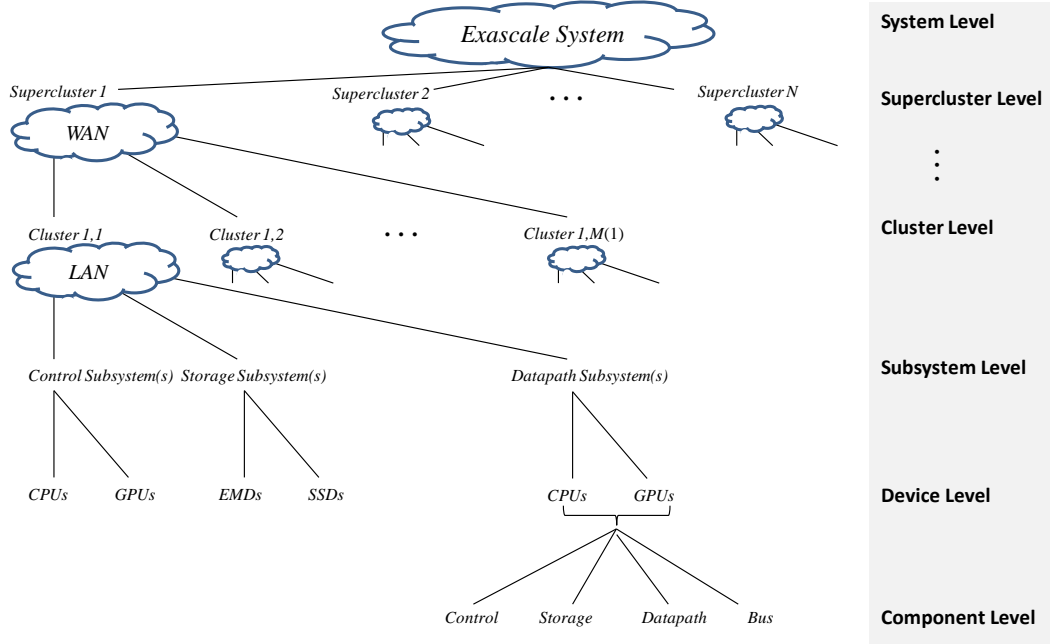 Exascale System
System Level
Supercluster 1
Supercluster 2
...
Supercluster N
Supercluster Level
WAN
Cluster 1,1
Cluster 1,2
...
Cluster 1,M(1)
Cluster Level
LAN
Control Subsystem(s)
Storage Subsystem(s)
Datapath Subsystem(s)
Subsystem Level
CPUs
GPUs
EMDs
SSDs
CPUs
GPUs
Device Level
Control
Storage
Datapath
Bus
Component Level